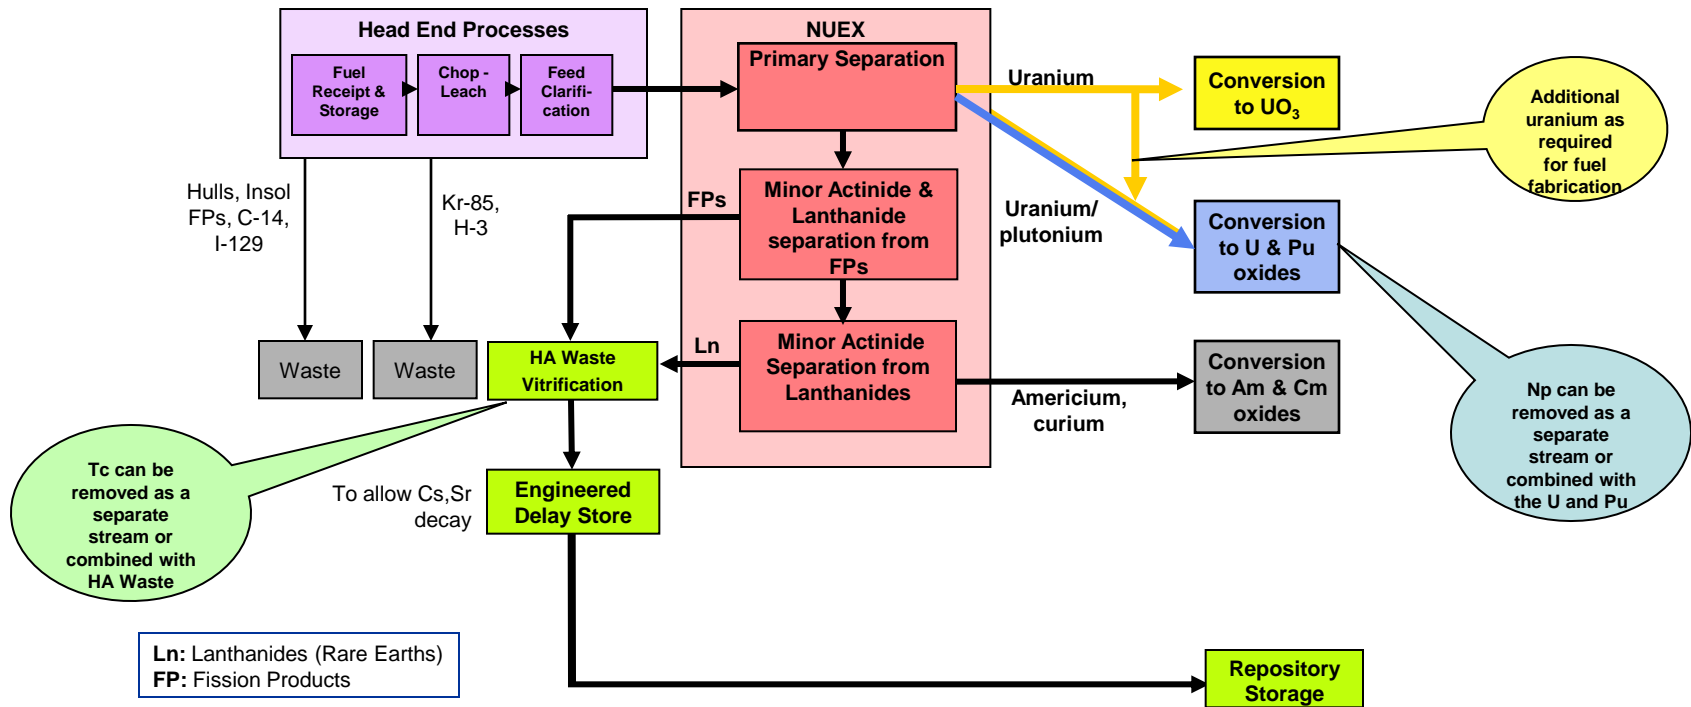 Head End Processes
Fuel
Receipt &
Storage
Chop -
Leach
Feed
Clarifi-
cation
NUEX
Primary Separation
Uranium
Conversion
to UO₃
Additional
uranium as
required
for fuel
fabrication
Hulls, Insol
FPs, C-14,
I-129
Kr-85,
H-3
FPs
Minor Actinide &
Lanthanide
separation from
FPs
Uranium/
plutonium
Conversion
to U & Pu
oxides
Waste
Waste
HA Waste
Vitrification
Ln
Minor Actinide
Separation from
Lanthanides
Americium,
curium
Conversion
to Am & Cm
oxides
Np can be
removed as a
separate
stream or
combined with
the U and Pu
Tc can be
removed as a
separate
stream or
combined with
HA Waste
To allow Cs,Sr
decay
Engineered
Delay Store
Ln: Lanthanides (Rare Earths)
FP: Fission Products
Repository
Storage